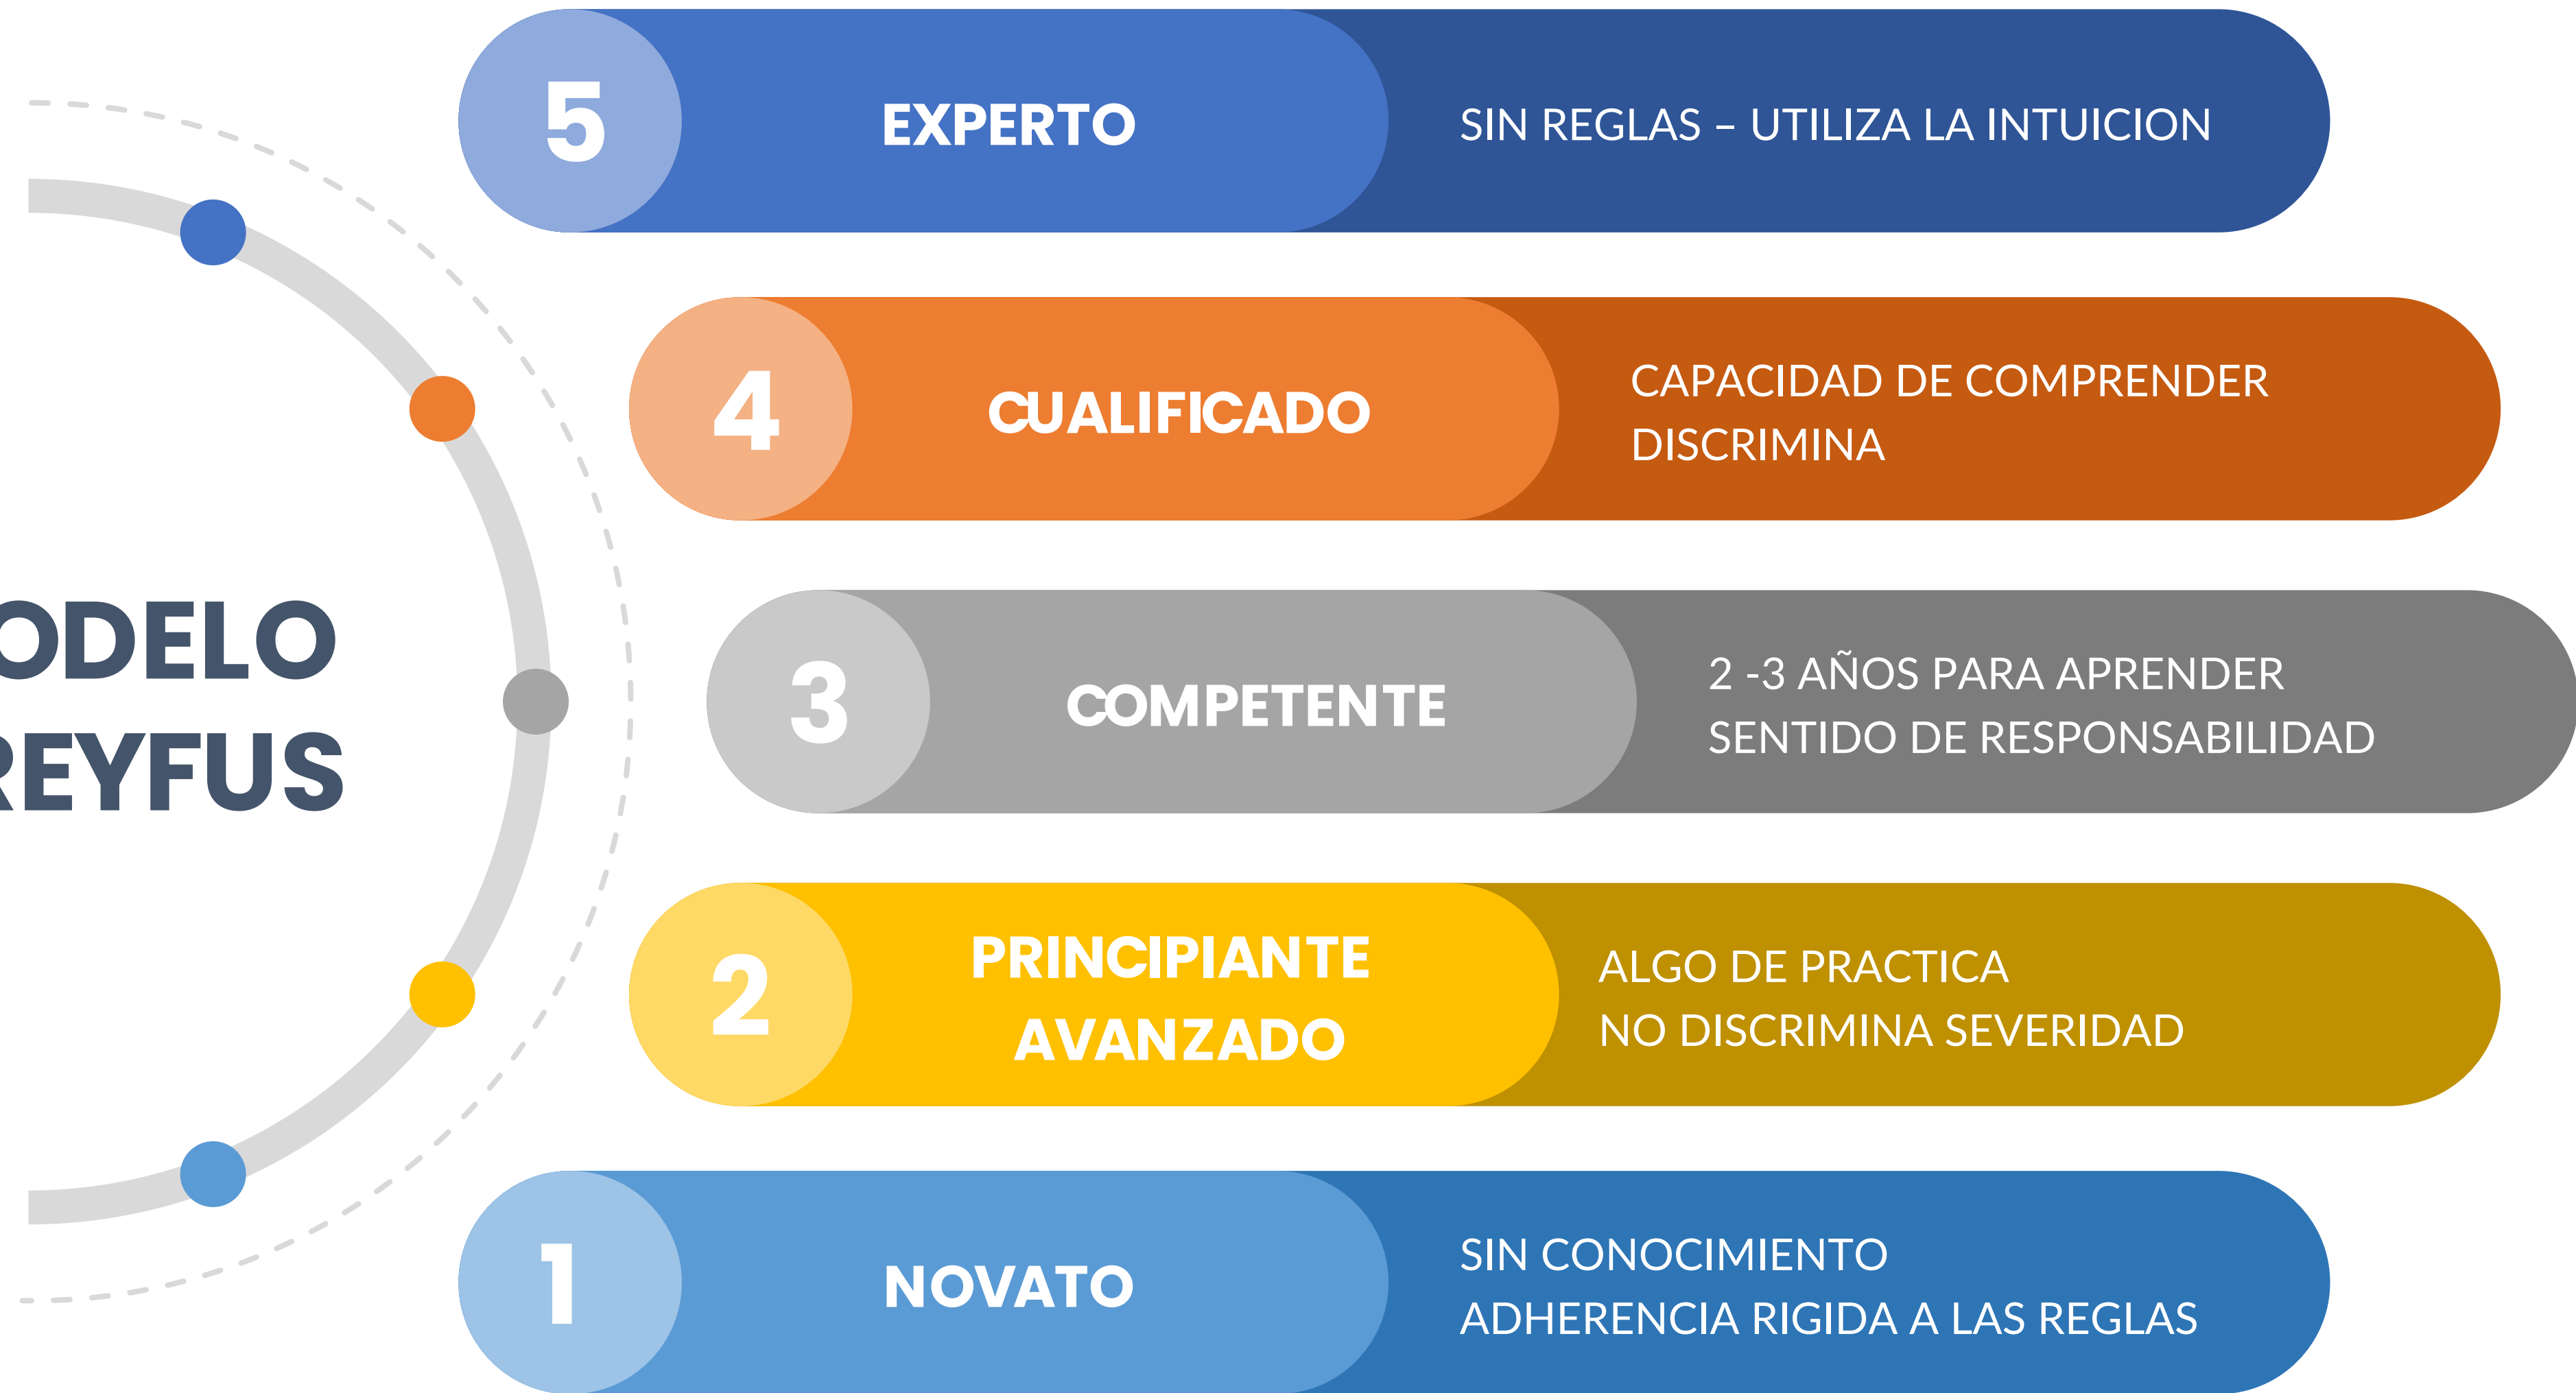 ODELO
REYFUS
5
EXPERTO
SIN REGLAS – UTILIZA LA INTUICION
4
CUALIFICADO
CAPACIDAD DE COMPRENDER
DISCRIMINA
3
COMPETENTE
2 -3 AÑOS PARA APRENDER
SENTIDO DE RESPONSABILIDAD
2
PRINCIPIANTE
AVANZADO
ALGO DE PRACTICA
NO DISCRIMINA SEVERIDAD
1
NOVATO
SIN CONOCIMIENTO
ADHERENCIA RIGIDA A LAS REGLAS